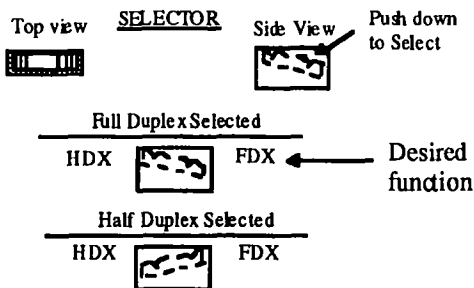 SELECTOR
Top view
Side View
Push down
to Select
Full Duplex Selected
HDX FDX
Desired
function
Half Duplex Selected
HDX FDX